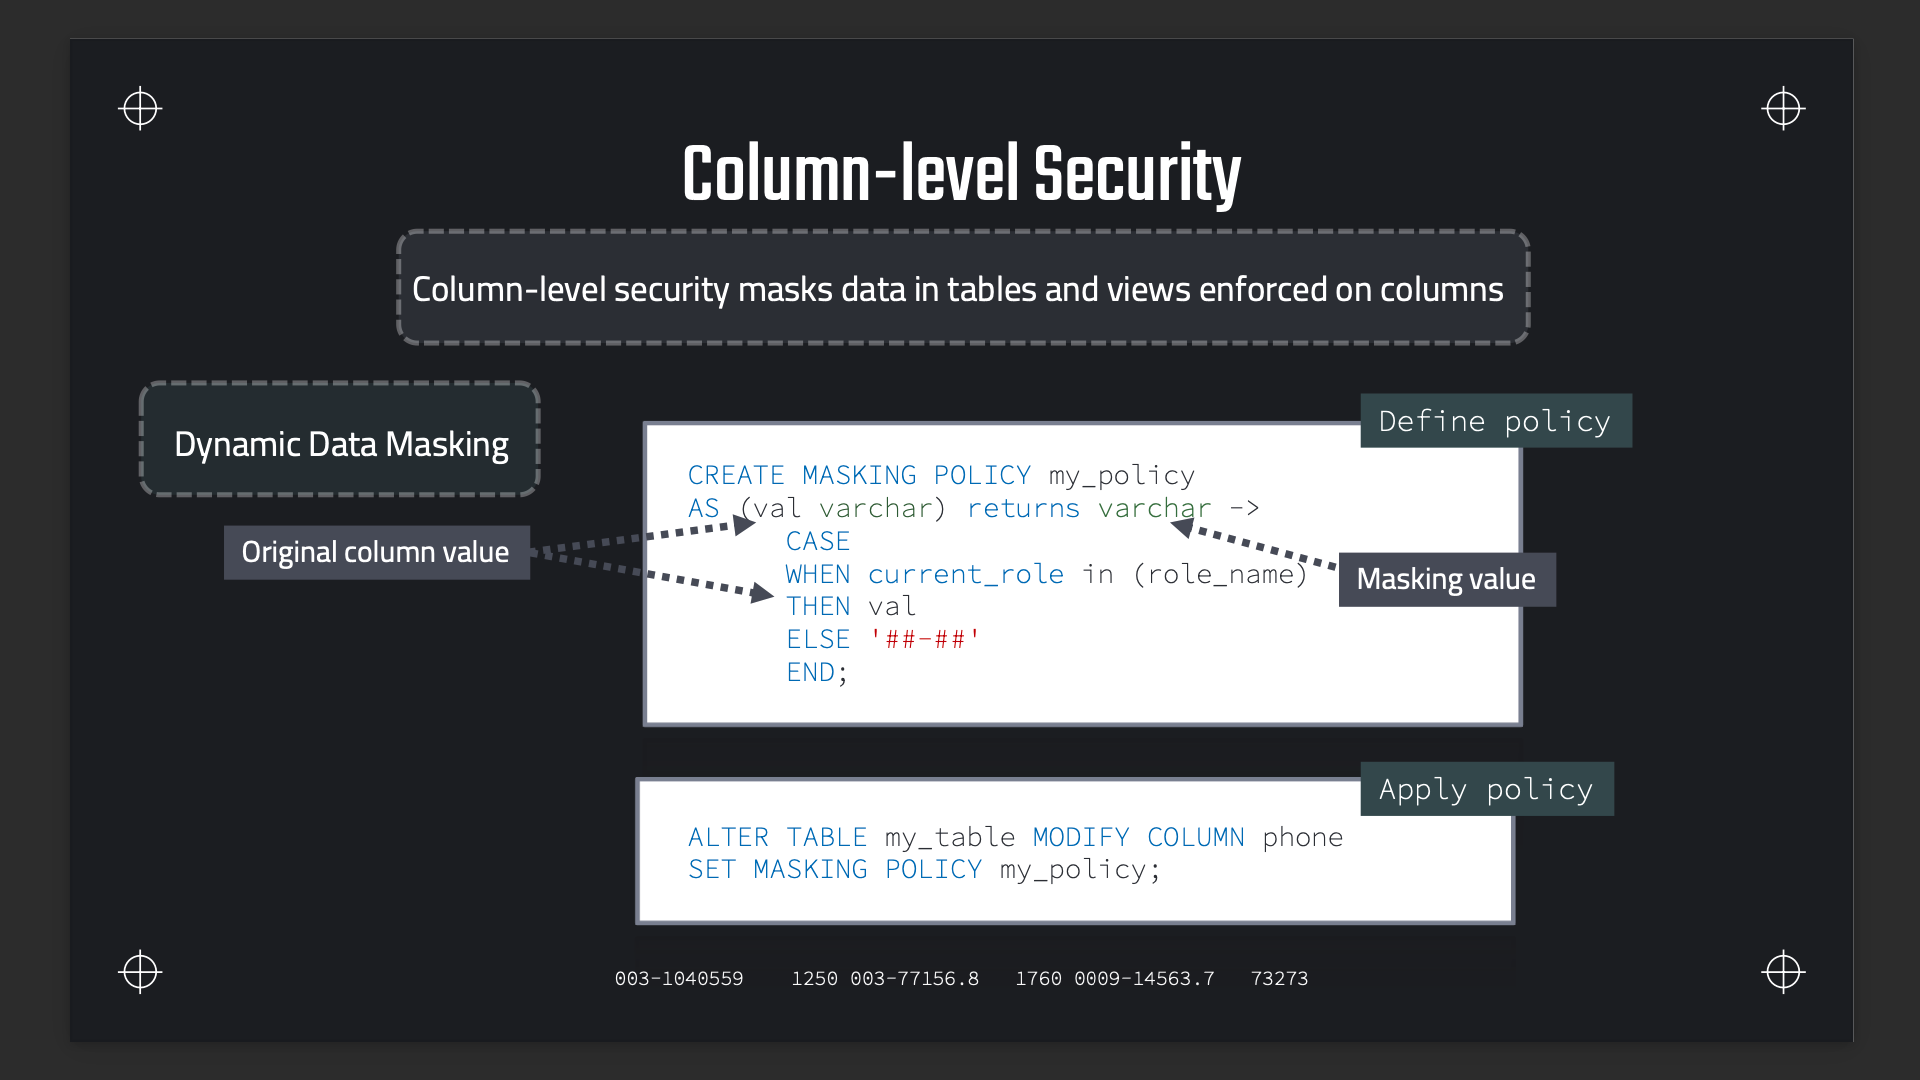 Column-level Security
Column-level security masks data in tables and views enforced on columns
Dynamic Data Masking
Define policy
CREATE MASKING POLICY my_policy
AS (val varchar) returns varchar ->
CASE
WHEN current_role in (role_name)
THEN val
ELSE '##-##'
END;
Original column value
Masking value
Apply policy
ALTER TABLE my_table MODIFY COLUMN phone
SET MASKING POLICY my_policy;
003-1040559 1250 003-77156.8 1760 0009-14563.7 73273